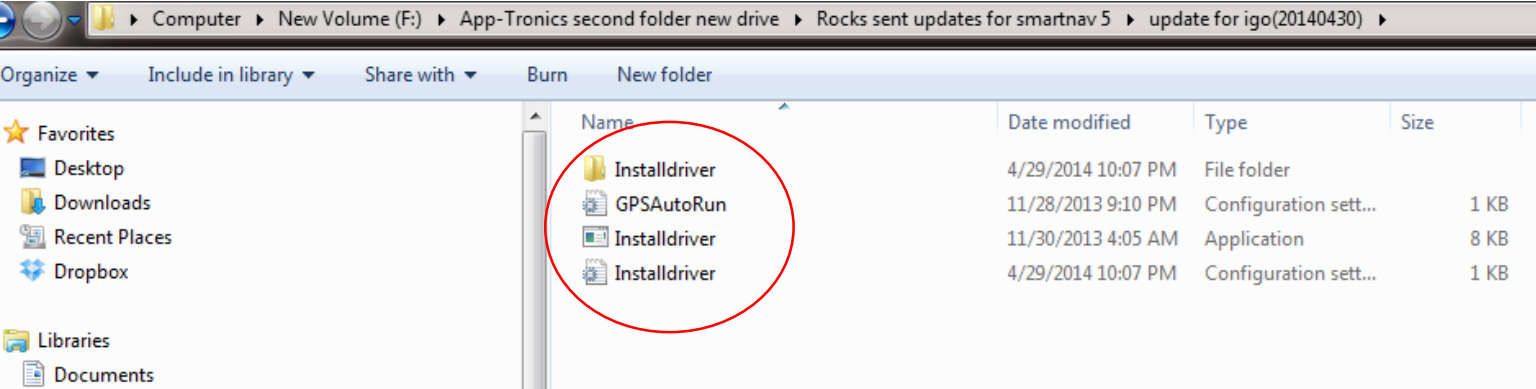 Computer New Volume (F:) App-Tronics second folder new drive Rocks sent updates for smartnav 5 update for igo(20140430)
Organize Include in library Share with Burn New folder
Favorites
Desktop
Downloads
Recent Places
Dropbox
Libraries
Documents
Name Date modified Type Size
Installdriver 4/29/2014 10:07 PM File folder
GPSAutoRun 11/28/2013 9:10 PM Configuration sett... 1 KB
Installdriver 11/30/2013 4:05 AM Application 8 KB
Installdriver 4/29/2014 10:07 PM Configuration sett... 1 KB